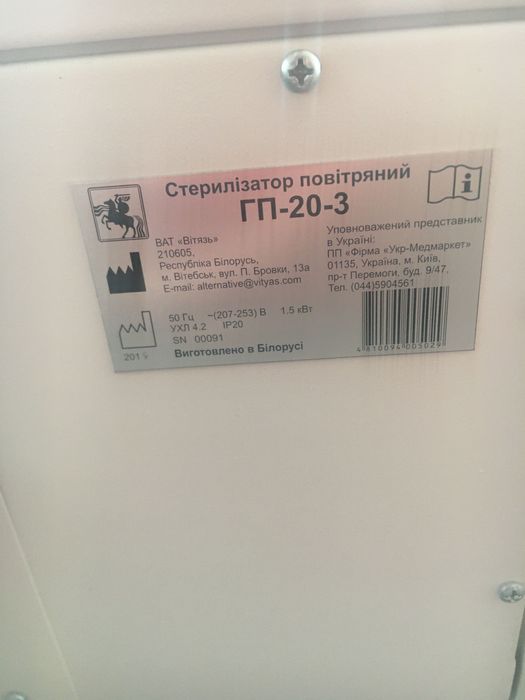 Стерилізатор повітряний
ГП-20-3
ВАТ «Вітязь»
210605,
Республіка Білорусь,
м. Вітебськ, вул. П. Бровки, 13а
E-mail: alternative@vityas.com
Уповноважений представник
в Україні:
ПП «Фірма «Укр-Медмаркет»
01135, Україна, м. Київ,
пр-т Перемоги, буд. 9/47,
Тел. (044)5904561
50 Гц ~(207-253) В 1.5 кВт
УХЛ 4.2 IP20
SN 00091
Виготовлено в Білорусі
4810094005029